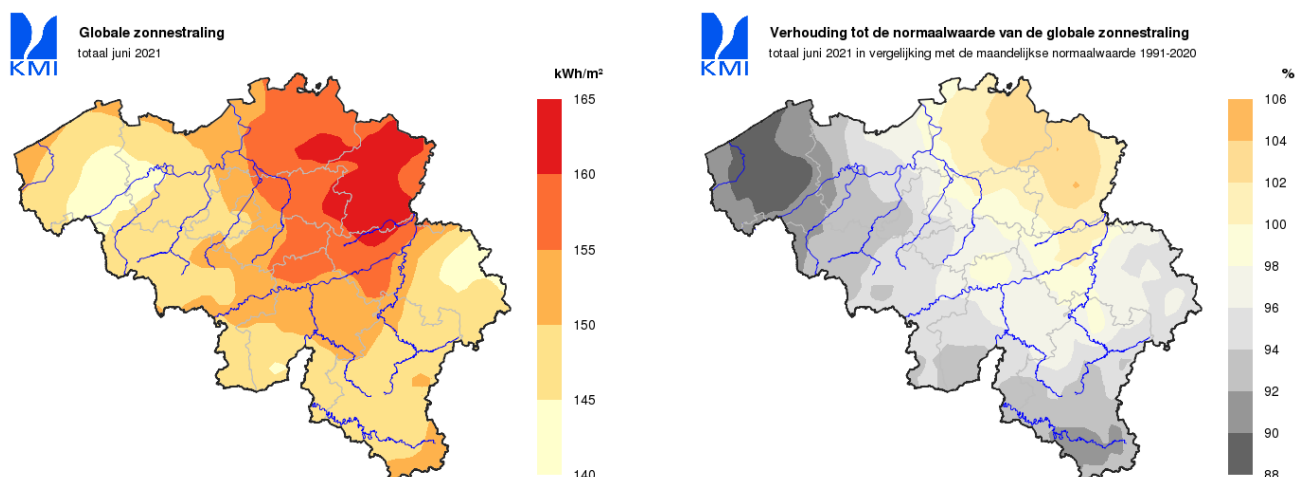 KMI
Globale zonnestraling
totaal juni 2021
kWh/m²
165
160
155
150
145
140
KMI
Verhouding tot de normaalwaarde van de globale zonnestraling
totaal juni 2021 in vergelijking met de maandelijkse normaalwaarde 1991-2020
%
106
104
102
100
98
96
94
92
90
88